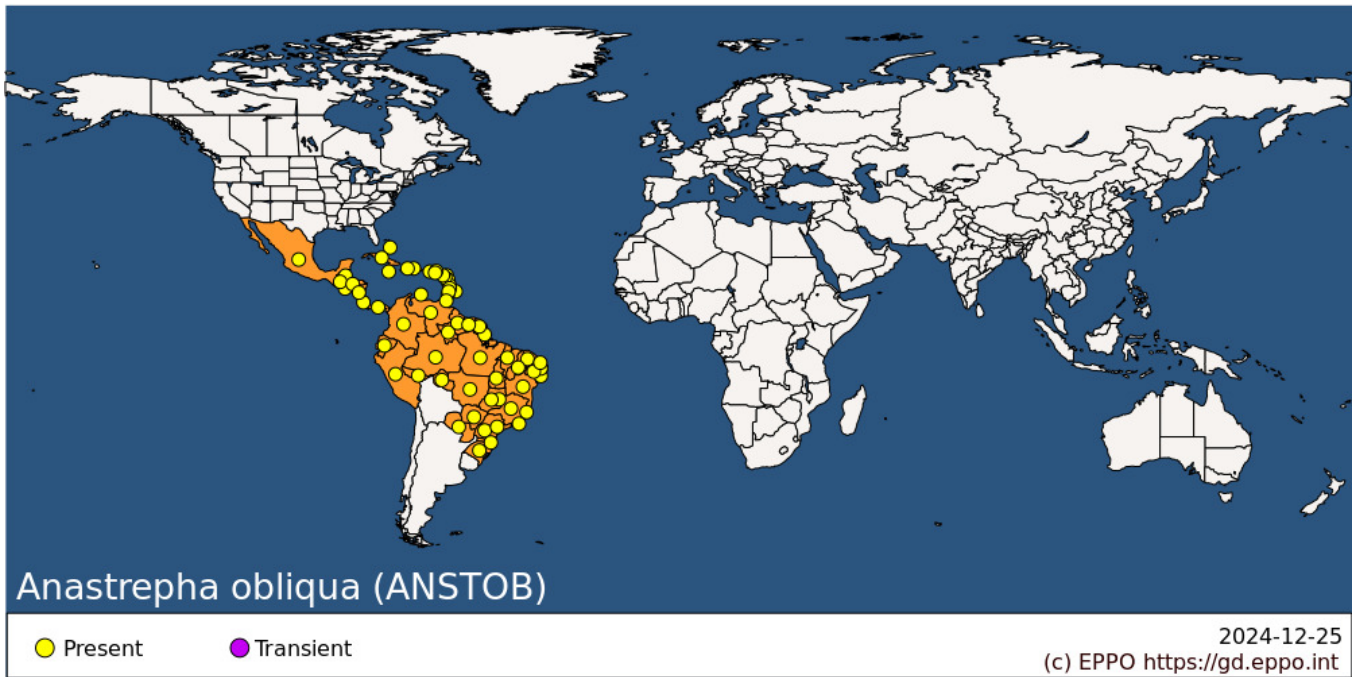 Anastrepha obliqua (ANSTOB)
Present
Transient
2024-12-25
(c) EPPO https://gd.eppo.int